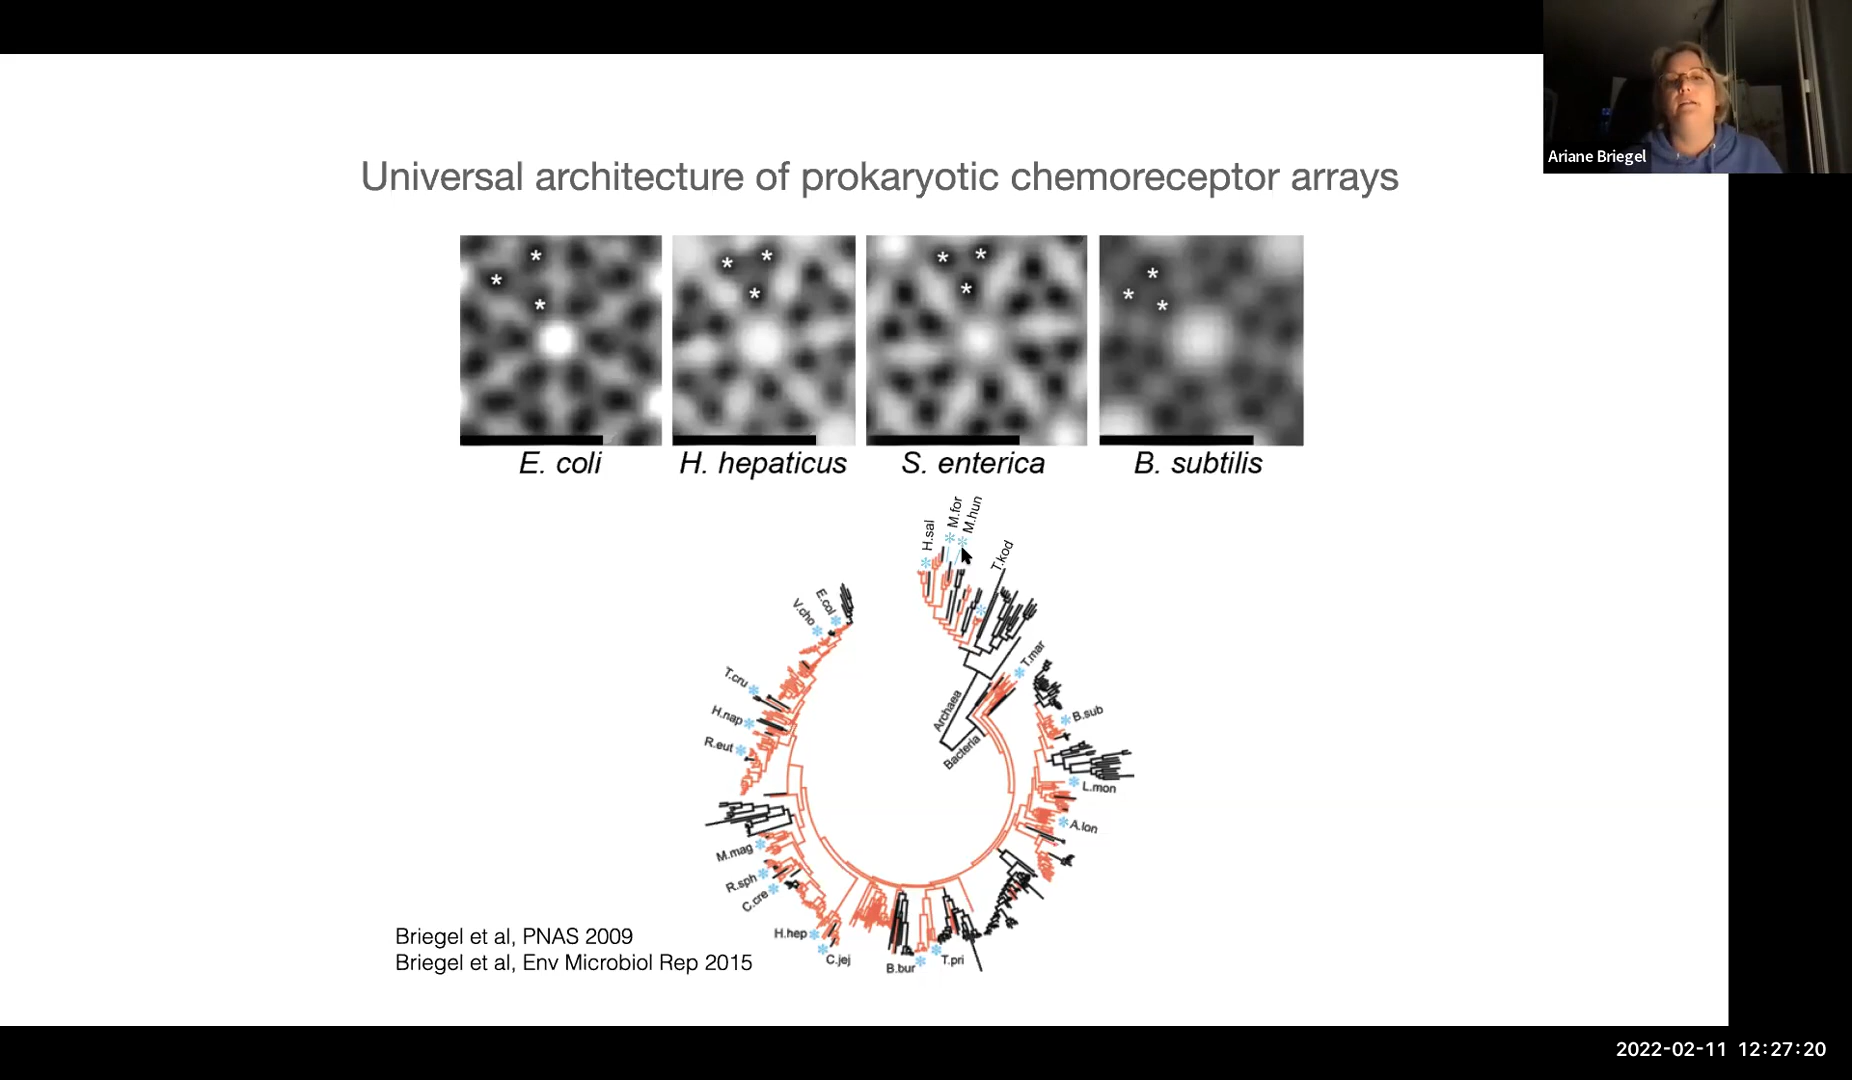 Ariane Briegel
Universal architecture of prokaryotic chemoreceptor arrays
* * *
* * *
* * *
* * *
E. coli
H. hepaticus
S. enterica
B. subtilis
H.sal
M.for
M.hun
T.kod
E.col
V.cho
T.mar
T.cru
Archaea
H.nap
B.sub
R.eut
Bacteria
L.mon
A.lon
M.mag
R.sph
C.cre
H.hep
C.jej
B.bur
T.pri
Briegel et al, PNAS 2009
Briegel et al, Env Microbiol Rep 2015
2022-02-11 12:27:20